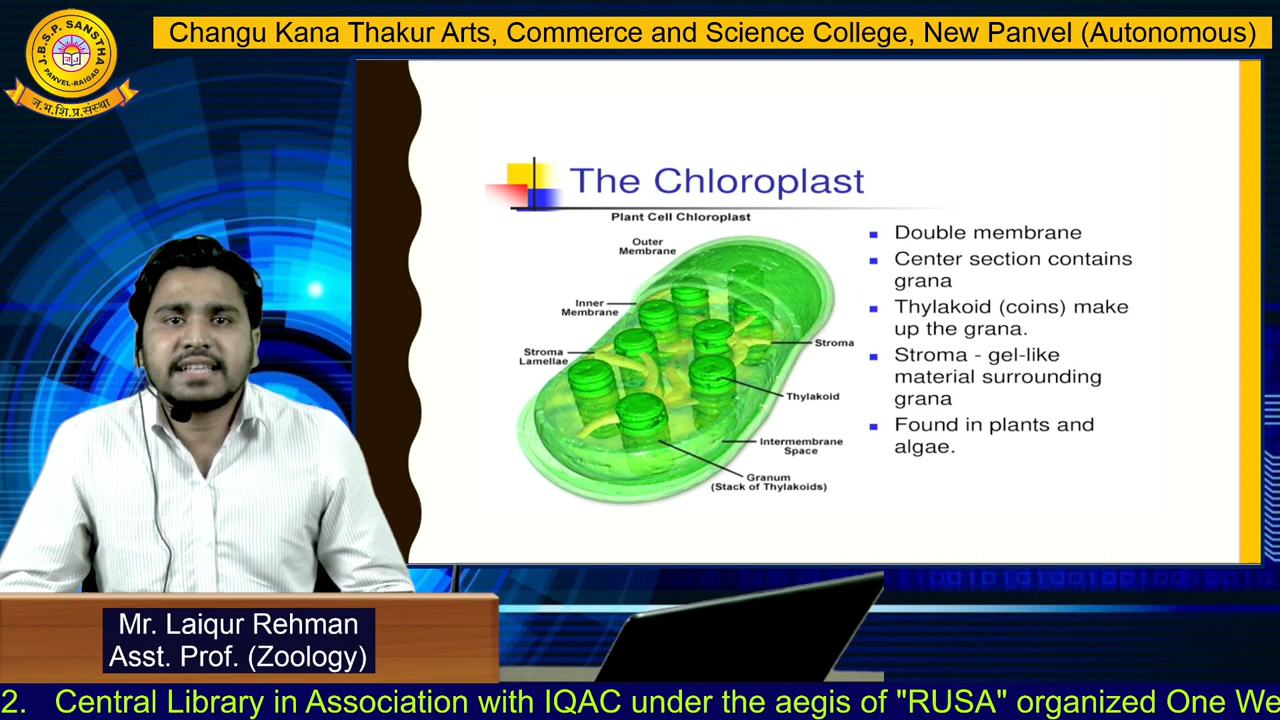 Changu Kana Thakur Arts, Commerce and Science College, New Panvel (Autonomous)
J.B.S.P. SANSTHA
PANVEL-RAIGAD
ज.भ.शि.प्र.संस्था
The Chloroplast
Plant Cell Chloroplast
Outer
Membrane
Inner
Membrane
Stroma
Lamellae
Stroma
Thylakoid
Intermembrane
Space
Granum
(Stack of Thylakoids)
Double membrane
Center section contains
grana
Thylakoid (coins) make
up the grana.
Stroma - gel-like
material surrounding
grana
Found in plants and
algae.
Mr. Laiqur Rehman
Asst. Prof. (Zoology)
2. Central Library in Association with IQAC under the aegis of "RUSA" organized One We